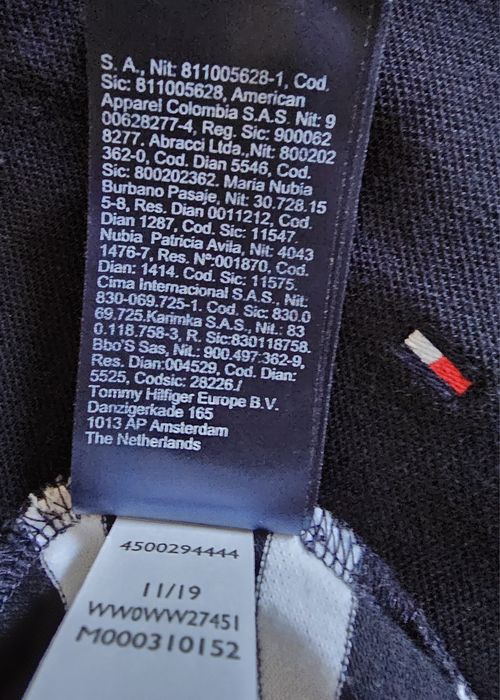 S. A., Nit: 811005628-1, Cod.
Sic: 811005628, American
Apparel Colombia S.A.S. Nit: 9
00628277-4, Reg. Sic: 900062
8277, Abracci Ltda., Nit: 800202
362-0, Cod. Dian 5546, Cod.
Sic: 800202362. Maria Nubia
Burbano Pasaje, Nit: 30.728.15
5-8, Res. Dian 0011212, Cod.
Dian 1287, Cod. Sic: 11547.
Nubia Patricia Avila, Nit: 4043
1476-7, Res. Nº:001870, Cod.
Dian: 1414. Cod. Sic: 11575.
Cima Internacional S.A.S., Nit:
830-069.725-1. Cod. Sic: 830.0
69.725.Karimka S.A.S., Nit.: 83
0.118.758-3, R. Sic:830118758.
Bbo'S Sas, Nit.: 900.497.362-9,
Res. Dian:004529, Cod. Dian:
5525, Codsic: 28226./
Tommy Hilfiger Europe B.V.
Danzigerkade 165
1013 AP Amsterdam
The Netherlands
4500294444
11/19
WW0WW27451
M000310152